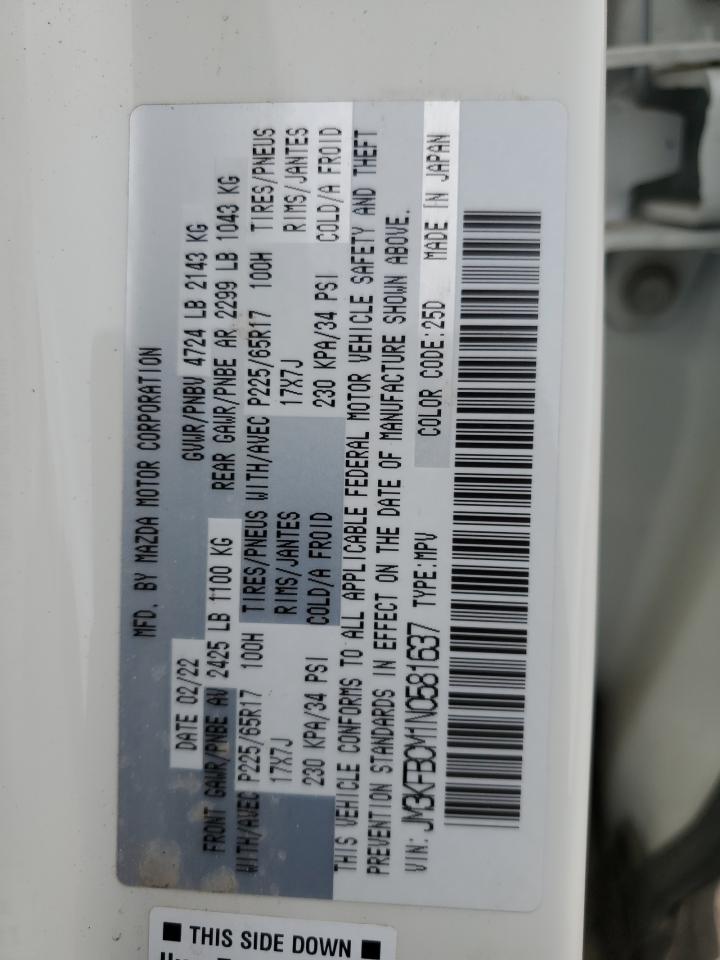 MFD. BY MAZDA MOTOR CORPORATION
DATE 02/22 GVWR/PNBV 4724 LB 2143 KG
FRONT GAWR/PNBE AV 2425 LB 1100 KG REAR GAWR/PNBE AR 2299 LB 1043 KG
WITH/AVEC P225/65R17 100H TIRES/PNEUS WITH/AVEC P225/65R17 100H TIRES/PNEUS
17X7J RIMS/JANTES 17X7J RIMS/JANTES
230 KPA/34 PSI COLD/A FROID 230 KPA/34 PSI COLD/A FROID
THIS VEHICLE CONFORMS TO ALL APPLICABLE FEDERAL MOTOR VEHICLE SAFETY AND THEFT
PREVENTION STANDARDS IN EFFECT ON THE DATE OF MANUFACTURE SHOWN ABOVE.
VIN: JM3KFBCM1N0581637 TYPE:MPV COLOR CODE:25D MADE IN JAPAN
THIS SIDE DOWN